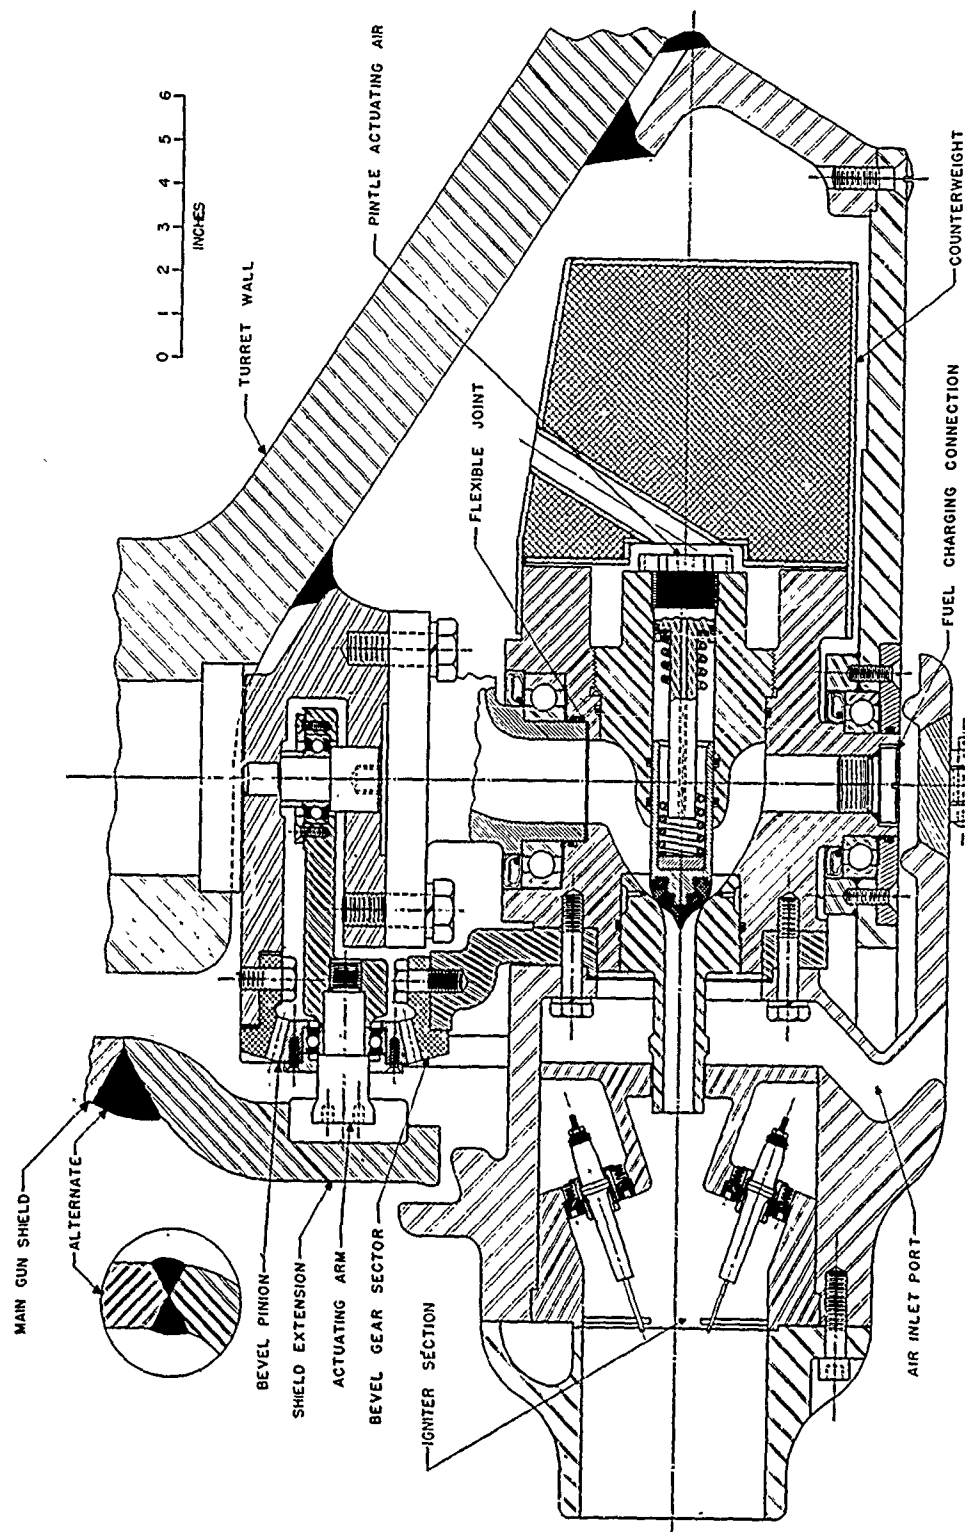 MAIN GUN SHIELD
ALTERNATE
BEVEL PINION
SHIELD EXTENSION
ACTUATING ARM
BEVEL GEAR SECTOR
IGNITER SECTION
TURRET WALL
0 1 2 3 4 5 6
INCHES
PINTLE ACTUATING AIR
FLEXIBLE JOINT
AIR INLET PORT
FUEL CHARGING CONNECTION
COUNTERWEIGHT